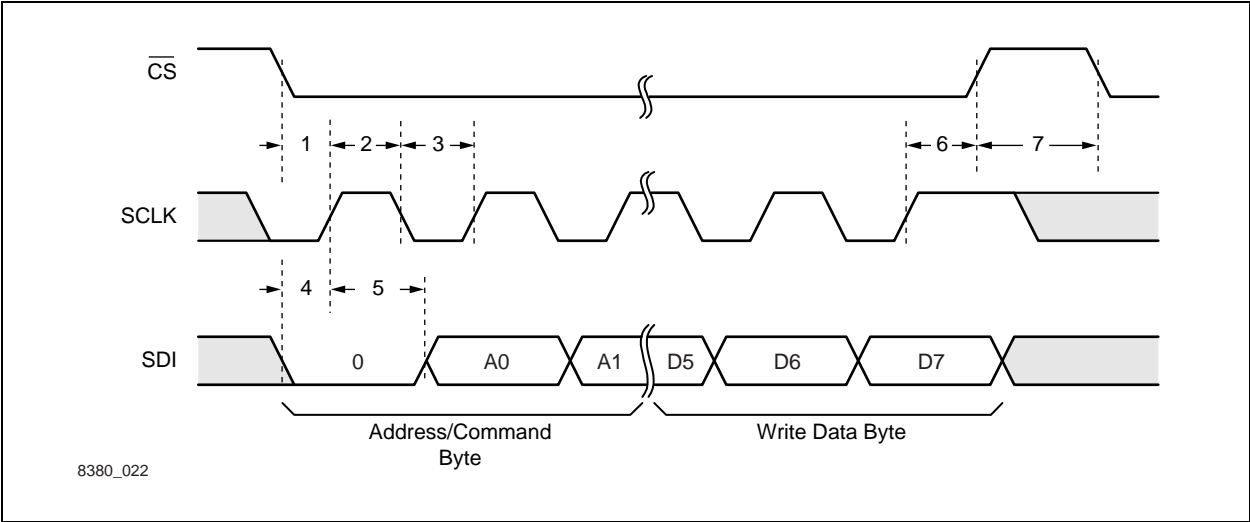 CS
1 2 3 6 7
SCLK
4 5
SDI 0 A0 A1 D5 D6 D7
Address/Command Write Data Byte
Byte
8380_022